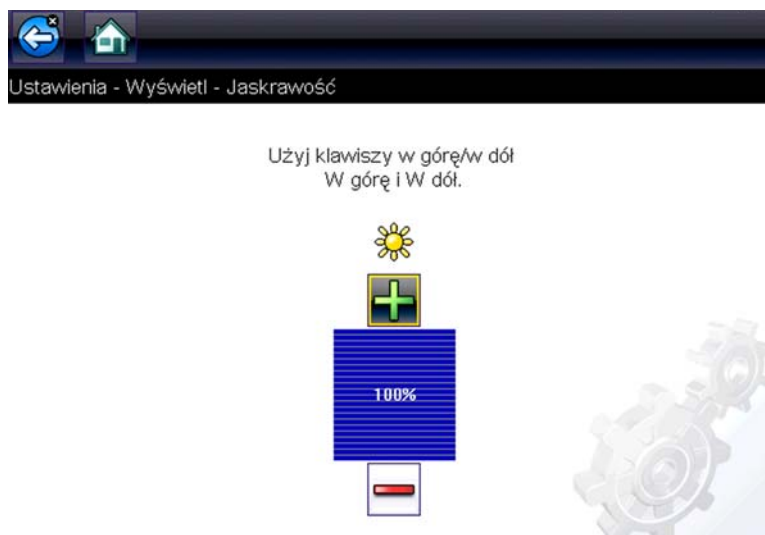 Ustawienia - Wyświetl - Jaskrawość
Użyj klawiszy w górę/w dół
W górę i W dół.
100%